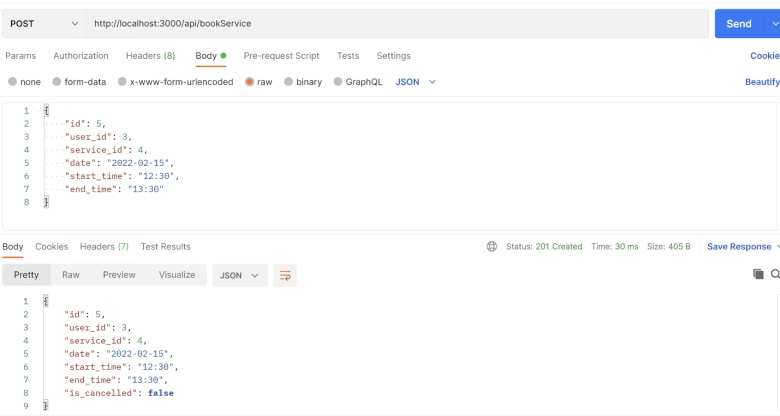 POST http://localhost:3000/api/bookService Send
Params Authorization Headers (8) Body Pre-request Script Tests Settings Cookie
none form-data x-www-form-urlencoded raw binary GraphQL JSON Beautify
1 {
2 "id": 5,
3 "user_id": 3,
4 "service_id": 4,
5 "date": "2022-02-15",
6 "start_time": "12:30",
7 "end_time": "13:30"
8 }
Body Cookies Headers (7) Test Results Status: 201 Created Time: 30 ms Size: 405 B Save Response
Pretty Raw Preview Visualize JSON
1 {
2 "id": 5,
3 "user_id": 3,
4 "service_id": 4,
5 "date": "2022-02-15",
6 "start_time": "12:30",
7 "end_time": "13:30",
8 "is_cancelled": false
9 }